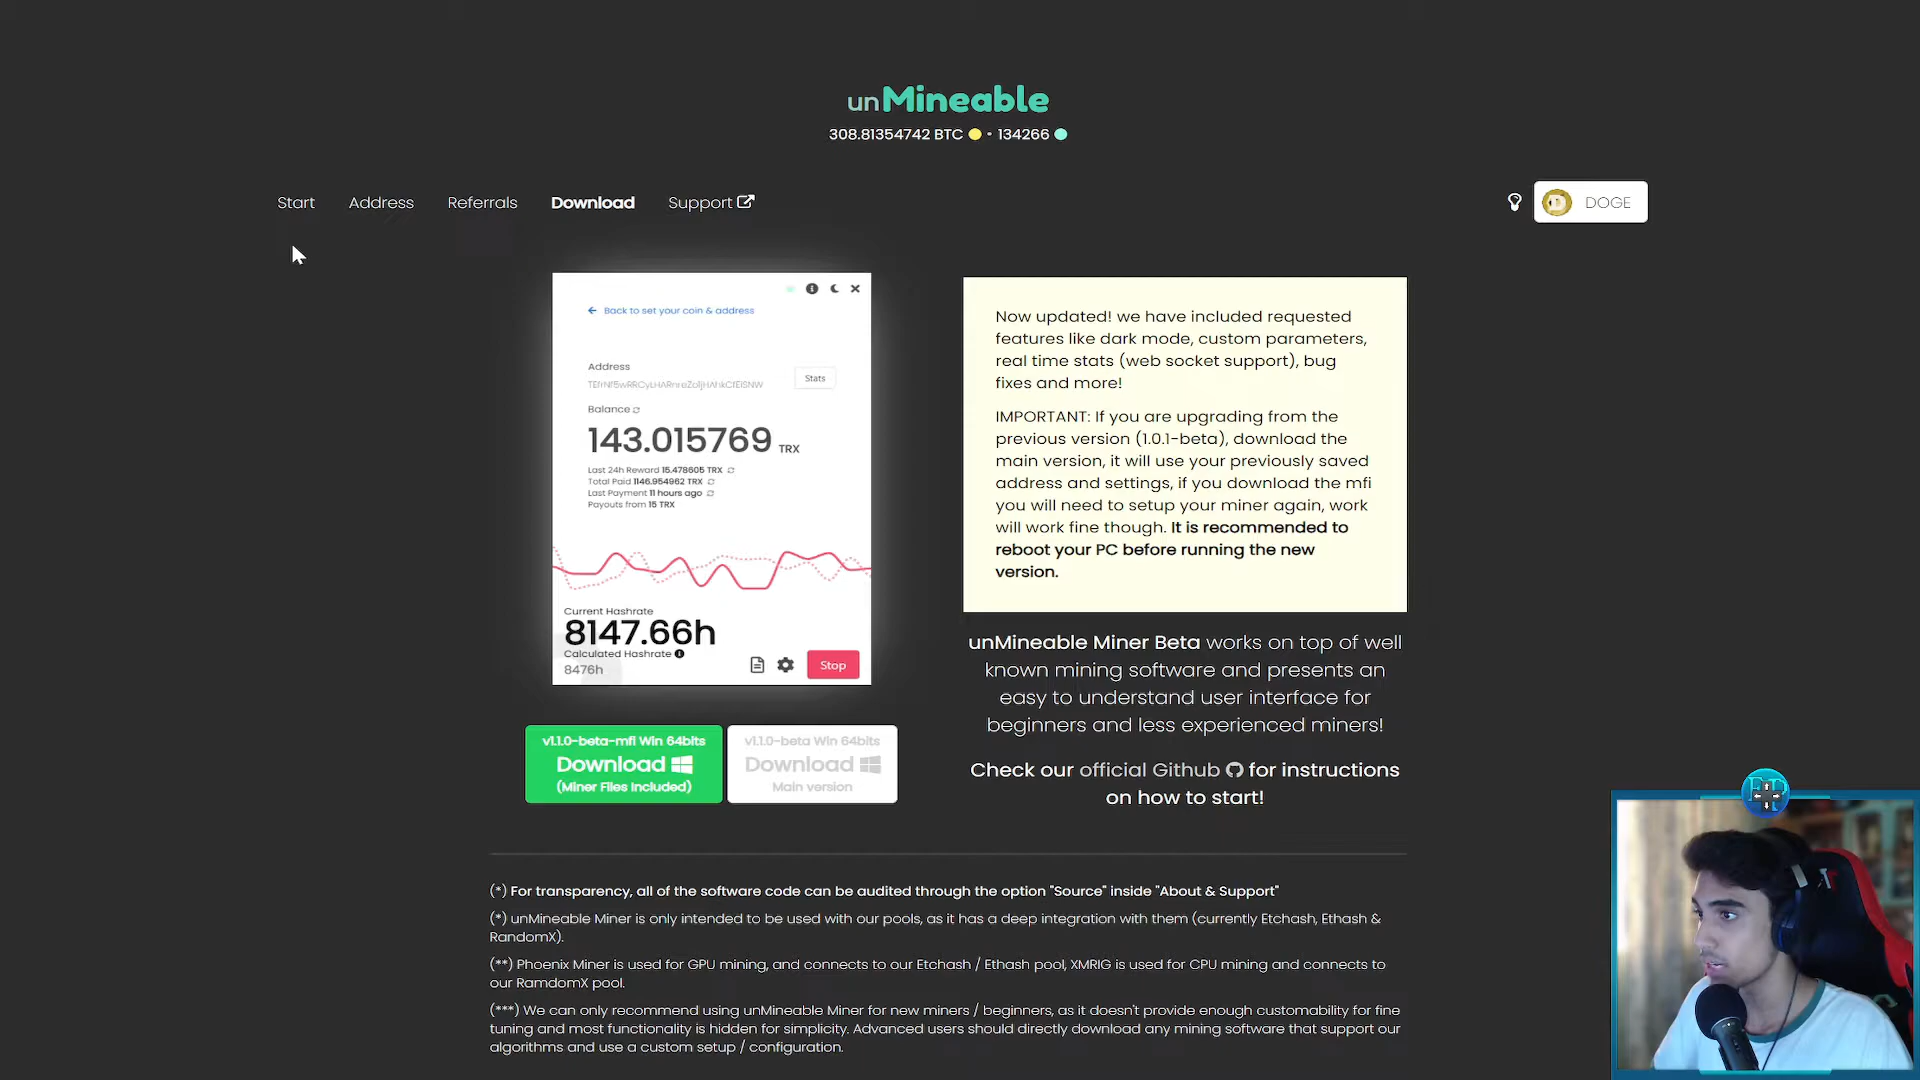 unMineable
308.81354742 BTC • 134266
Start Address Referrals Download Support
DOGE
Back to set your coin & address
Address
Stats
Balance
143.015769 TRX
Last 24h Reward 15.478605 TRX
Total Paid 1146.954962 TRX
Last Payment 11 hours ago
Payouts from 15 TRX
Current Hashrate
8147.66h
Calculated Hashrate
8476h
Stop
v1.1.0-beta-mfi Win 64bits
Download
(Miner Files Included)
v1.1.0-beta Win 64bits
Download
Main version
Now updated! we have included requested
features like dark mode, custom parameters,
real time stats (web socket support), bug
fixes and more!
IMPORTANT: If you are upgrading from the
previous version (1.0.1-beta), download the
main version, it will use your previously saved
address and settings, if you download the mfi
you will need to setup your miner again, work
will work fine though. It is recommended to
reboot your PC before running the new
version.
unMineable Miner Beta works on top of well
known mining software and presents an
easy to understand user interface for
beginners and less experienced miners!
Check our official Github for instructions
on how to start!
(*) For transparency, all of the software code can be audited through the option "Source" inside "About & Support"
(*) unMineable Miner is only intended to be used with our pools, as it has a deep integration with them (currently Etchash, Ethash &
RandomX).
(**) Phoenix Miner is used for GPU mining, and connects to our Etchash / Ethash pool, XMRIG is used for CPU mining and connects to
our RamdomX pool.
(***) We can only recommend using unMineable Miner for new miners / beginners, as it doesn't provide enough customability for fine
tuning and most functionality is hidden for simplicity. Advanced users should directly download any mining software that support our
algorithms and use a custom setup / configuration.